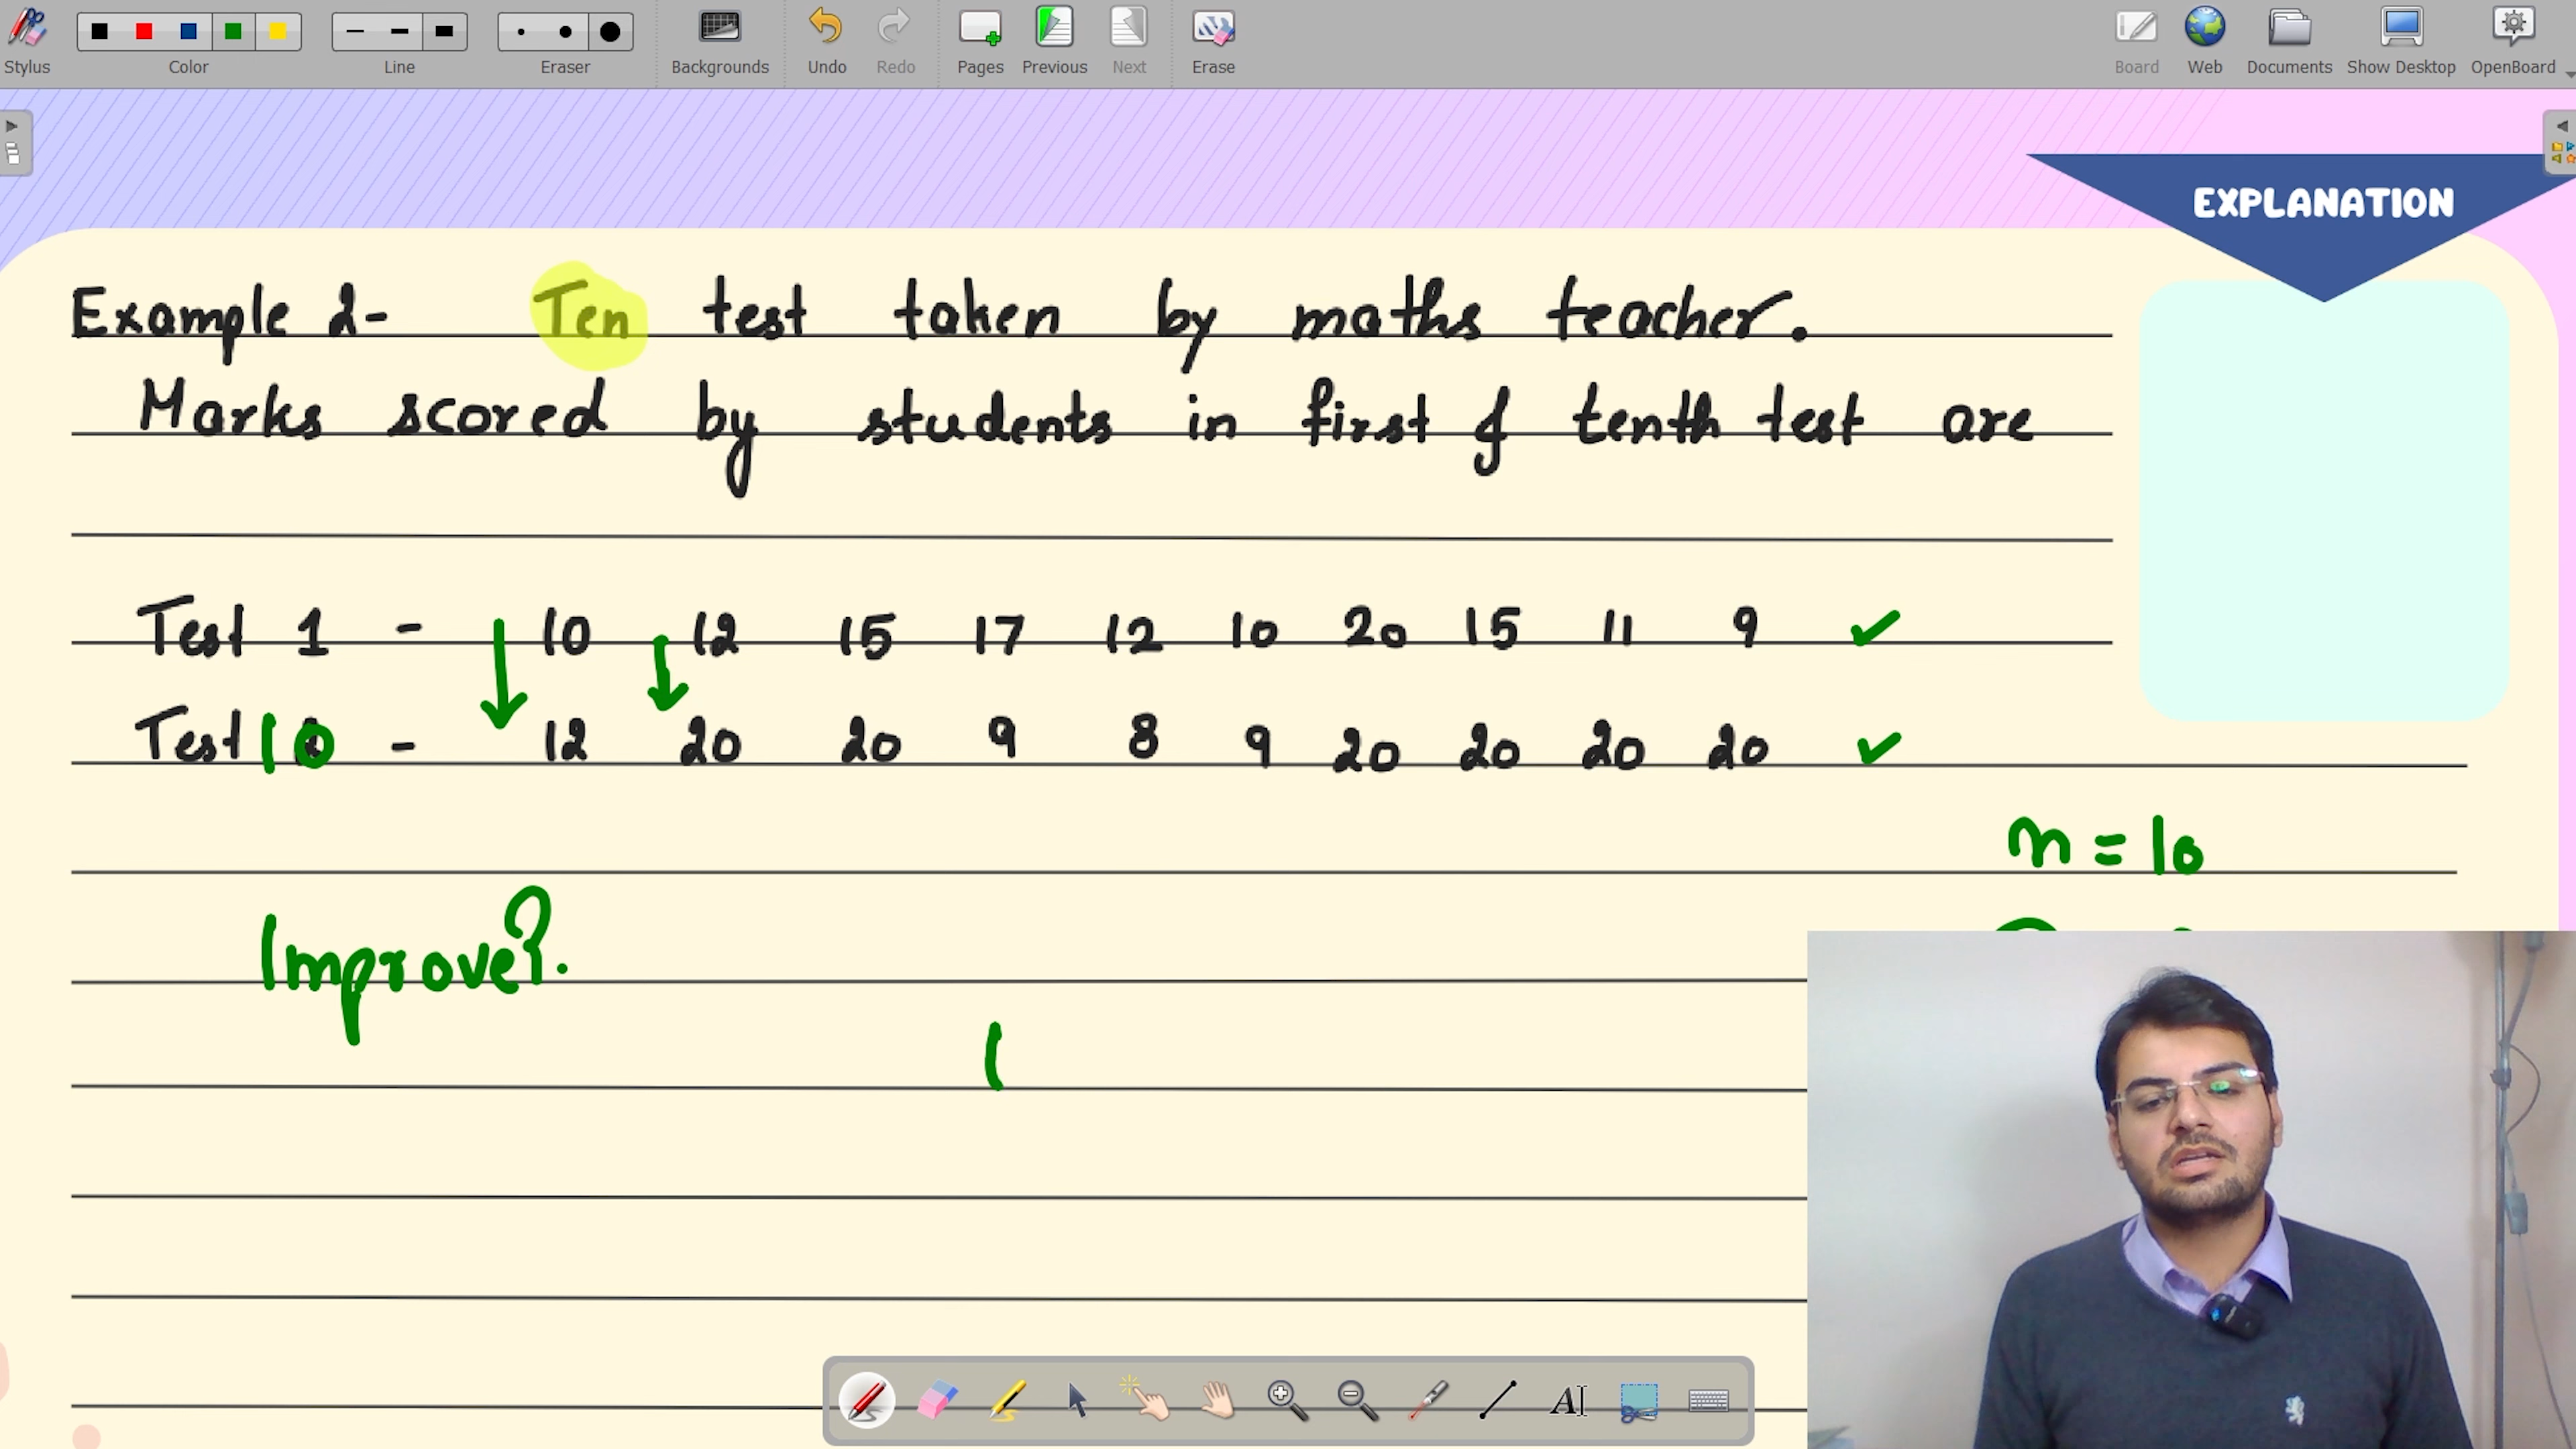 Stylus Color Line Eraser Backgrounds Undo Redo Pages Previous Next Erase Board Web Documents Show Desktop OpenBoard
EXPLANATION
Example 2- Ten test taken by maths teacher.
Marks scored by students in first & tenth test are
Test 1 - 10 12 15 17 12 10 20 15 11 9 ✓
Test 10 - 12 20 20 9 8 9 20 20 20 20 ✓
n = 10
Improve?.
(